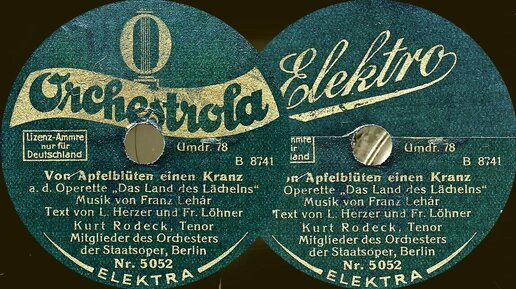 Orchestrola
Lizenz-Ammre
nur für
Deutschland
Umdr. 78
B 8741
Von Apfelblüten einen Kranz
a. d. Operette „Das Land des Lächelns“
Musik von Franz Lehár
Text von L. Herzer und Fr. Löhner
Kurt Rodeck, Tenor
Mitglieder des Orchesters
der Staatsoper, Berlin
Nr. 5052
ELEKTRA
Elektro
Ammre
für
chland
Umdr. 78
B 8741
on Apfelblüten einen Kranz
Operette „Das Land des Lächelns“
Musik von Franz Lehár
Text von L. Herzer und Fr. Löhner
Kurt Rodeck, Tenor
Mitglieder des Orchesters
der Staatsoper, Berlin
Nr. 5052
ELEKTRA